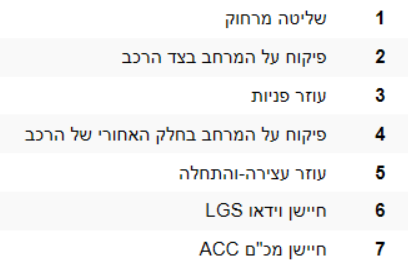 1 שליטה מרחוק
2 פיקוח על המרחב בצד הרכב
3 עוזר פניות
4 פיקוח על המרחב בחלק האחורי של הרכב
5 עוזר עצירה-והתחלה
6 חיישן וידאו LGS
7 חיישן מכ"ם ACC